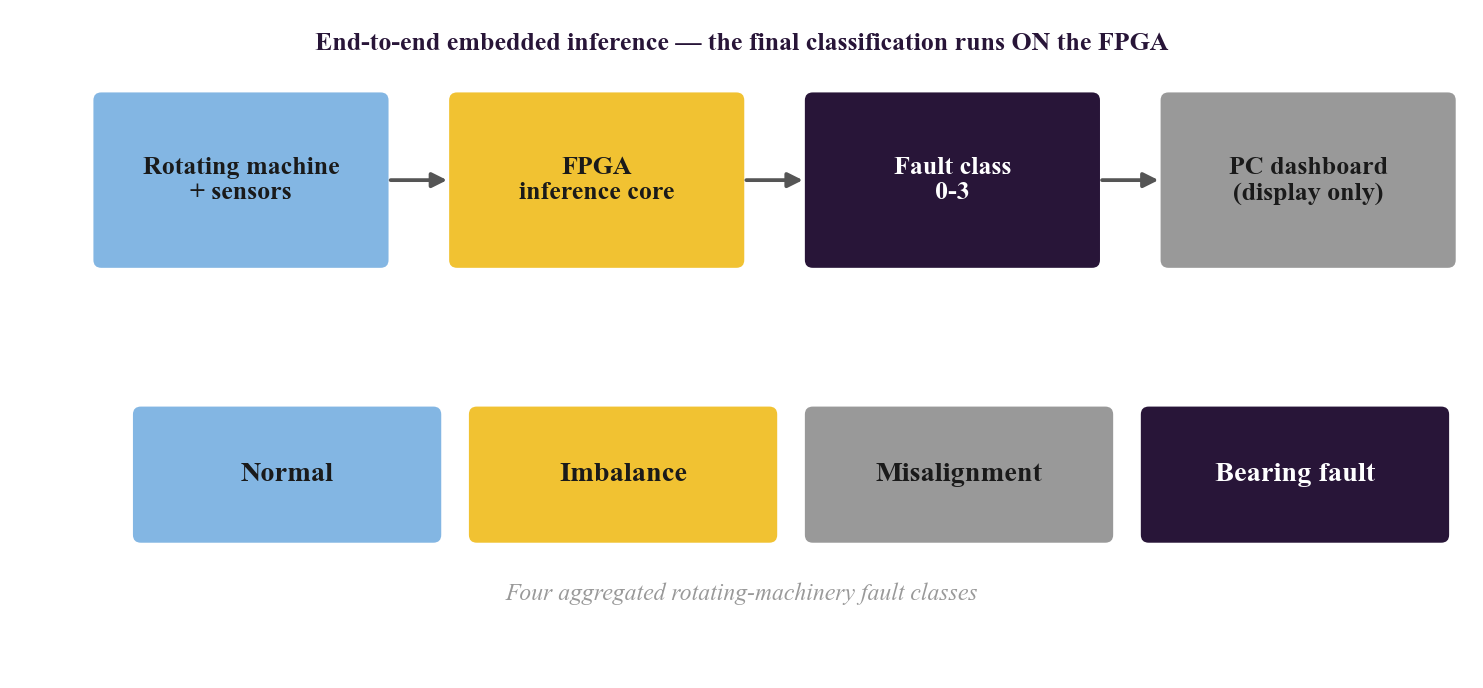 End-to-end embedded inference — the final classification runs ON the FPGA
Rotating machine
+ sensors
FPGA
inference core
Fault class
0-3
PC dashboard
(display only)
Normal
Imbalance
Misalignment
Bearing fault
Four aggregated rotating-machinery fault classes